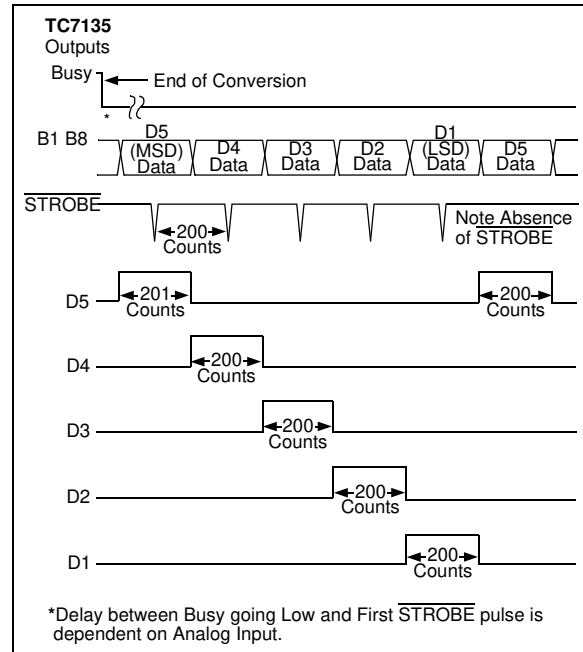 TC7135
Outputs
Busy
End of Conversion
*
B1 B8
D5
(MSD)
Data
D4
Data
D3
Data
D2
Data
D1
(LSD)
Data
D5
Data
STROBE
200
Counts
Note Absence
of STROBE
D5
201
Counts
200
Counts
D4
200
Counts
D3
200
Counts
D2
200
Counts
D1
200
Counts
*Delay between Busy going Low and First STROBE pulse is
dependent on Analog Input.